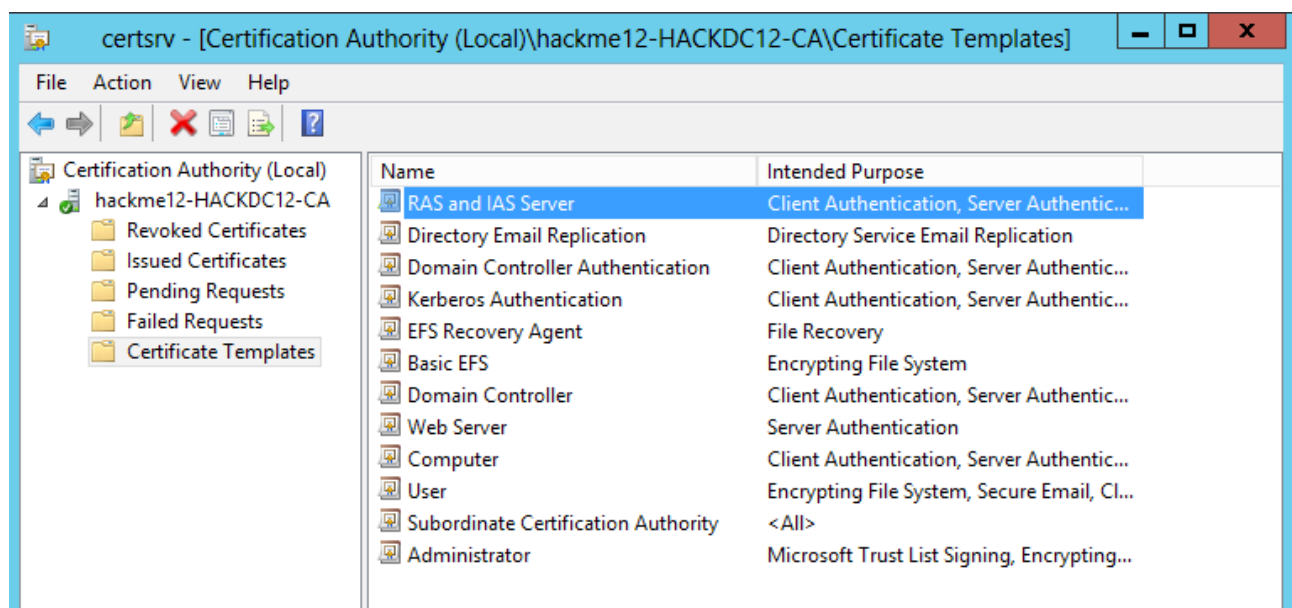 certsrv - [Certification Authority (Local)\hackme12-HACKDC12-CA\Certificate Templates]
File Action View Help
Certification Authority (Local)
hackme12-HACKDC12-CA
Revoked Certificates
Issued Certificates
Pending Requests
Failed Requests
Certificate Templates
Name Intended Purpose
RAS and IAS Server Client Authentication, Server Authentic...
Directory Email Replication Directory Service Email Replication
Domain Controller Authentication Client Authentication, Server Authentic...
Kerberos Authentication Client Authentication, Server Authentic...
EFS Recovery Agent File Recovery
Basic EFS Encrypting File System
Domain Controller Client Authentication, Server Authentic...
Web Server Server Authentication
Computer Client Authentication, Server Authentic...
User Encrypting File System, Secure Email, Cl...
Subordinate Certification Authority <All>
Administrator Microsoft Trust List Signing, Encrypting...